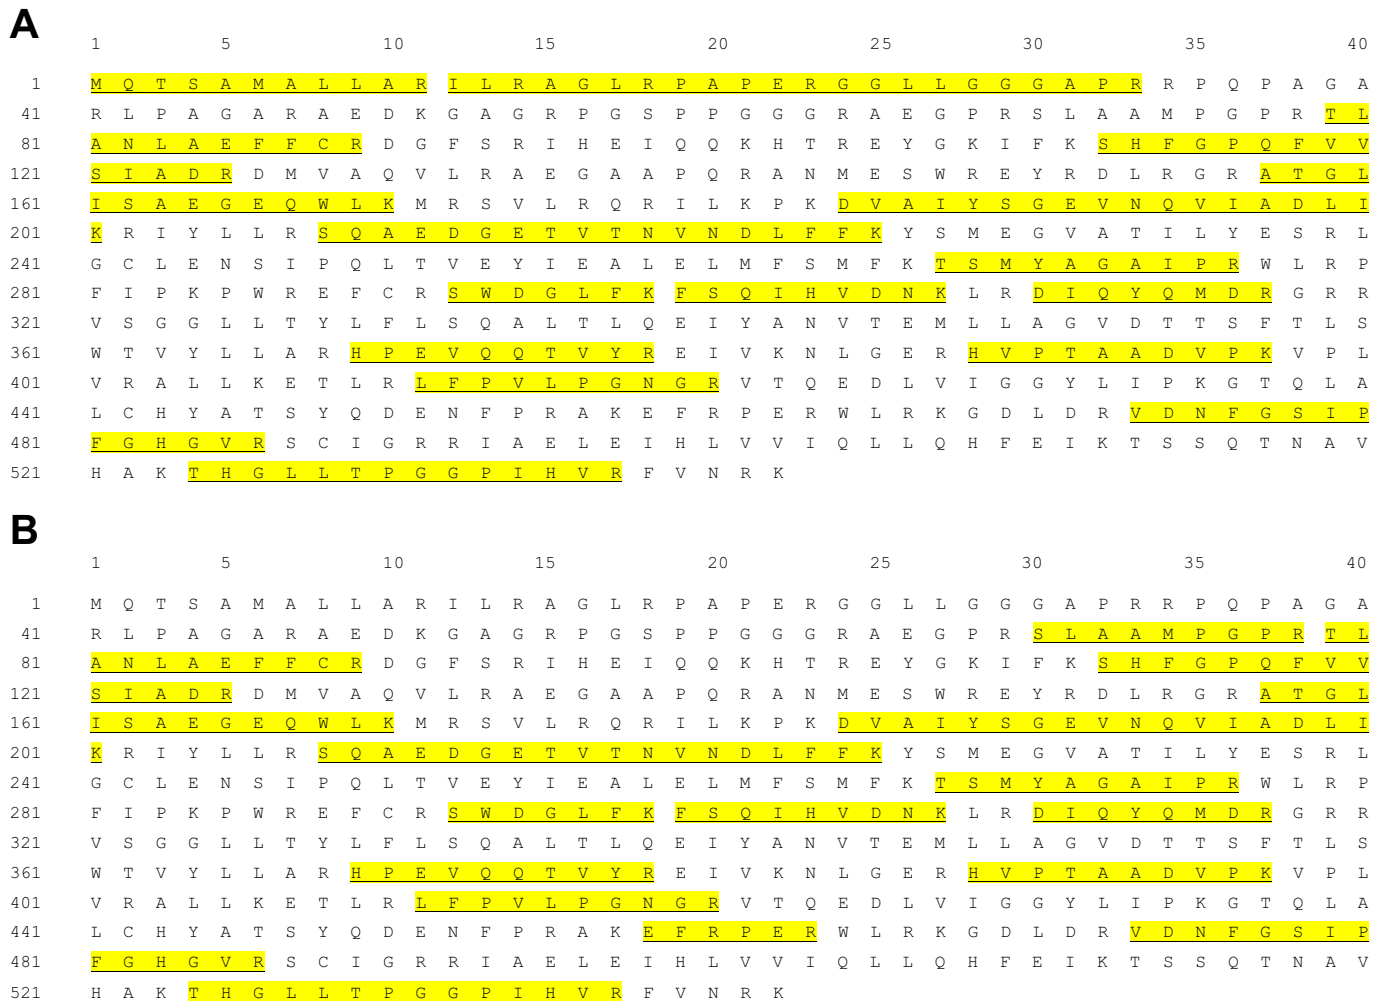 A
1 5 10 15 20 25 30 35 40
1 M Q T S A M A L L A R I L R A G L R P A P E R G G L L G G G A P R R P Q P A G A
41 R L P A G A R A E D K G A G R P G S P P G G G R A E G P R S L A A M P G P R T L
81 A N L A E F F C R D G F S R I H E I Q Q K H T R E Y G K I F K S H F G P Q F V V
121 S I A D R D M V A Q V L R A E G A A P Q R A N M E S W R E Y R D L R G R A T G L
161 I S A E G E Q W L K M R S V L R Q R I L K P K D V A I Y S G E V N Q V I A D L I
201 K R I Y L L R S Q A E D G E T V T N V N D L F F K Y S M E G V A T I L Y E S R L
241 G C L E N S I P Q L T V E Y I E A L E L M F S M F K T S M Y A G A I P R W L R P
281 F I P K P W R E F C R S W D G L F K F S Q I H V D N K L R D I Q Y Q M D R G R R
321 V S G G L L T Y L F L S Q A L T L Q E I Y A N V T E M L L A G V D T T S F T L S
361 W T V Y L L A R H P E V Q Q T V Y R E I V K N L G E R H V P T A A D V P K V P L
401 V R A L L K E T L R L F P V L P G N G R V T Q E D L V I G G Y L I P K G T Q L A
441 L C H Y A T S Y Q D E N F P R A K E F R P E R W L R K G D L D R V D N F G S I P
481 F G H G V R S C I G R R I A E L E I H L V V I Q L L Q H F E I K T S S Q T N A V
521 H A K T H G L L T P G G P I H V R F V N R K
B
1 5 10 15 20 25 30 35 40
1 M Q T S A M A L L A R I L R A G L R P A P E R G G L L G G G A P R R P Q P A G A
41 R L P A G A R A E D K G A G R P G S P P G G G R A E G P R S L A A M P G P R T L
81 A N L A E F F C R D G F S R I H E I Q Q K H T R E Y G K I F K S H F G P Q F V V
121 S I A D R D M V A Q V L R A E G A A P Q R A N M E S W R E Y R D L R G R A T G L
161 I S A E G E Q W L K M R S V L R Q R I L K P K D V A I Y S G E V N Q V I A D L I
201 K R I Y L L R S Q A E D G E T V T N V N D L F F K Y S M E G V A T I L Y E S R L
241 G C L E N S I P Q L T V E Y I E A L E L M F S M F K T S M Y A G A I P R W L R P
281 F I P K P W R E F C R S W D G L F K F S Q I H V D N K L R D I Q Y Q M D R G R R
321 V S G G L L T Y L F L S Q A L T L Q E I Y A N V T E M L L A G V D T T S F T L S
361 W T V Y L L A R H P E V Q Q T V Y R E I V K N L G E R H V P T A A D V P K V P L
401 V R A L L K E T L R L F P V L P G N G R V T Q E D L V I G G Y L I P K G T Q L A
441 L C H Y A T S Y Q D E N F P R A K E F R P E R W L R K G D L D R V D N F G S I P
481 F G H G V R S C I G R R I A E L E I H L V V I Q L L Q H F E I K T S S Q T N A V
521 H A K T H G L L T P G G P I H V R F V N R K